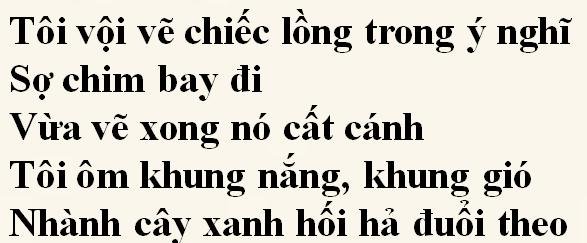 Tôi vội vẽ chiếc lồng trong ý nghĩ
Sợ chim bay đi
Vừa vẽ xong nó cất cánh
Tôi ôm khung nắng, khung gió
Nhành cây xanh hối hả đuổi theo